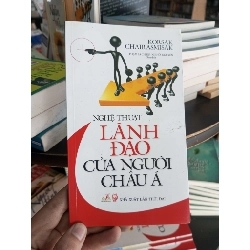 KORSAK
CHAIRASMISAK
NGHỆ THUẬT
LÃNH
ĐẠO
CỦA NGƯỜI
CHÂU Á